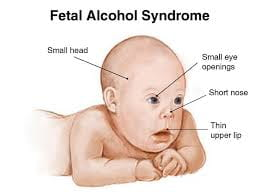 Fetal Alcohol Syndrome
Small head
Small eye
openings
Short nose
Thin
upper lip